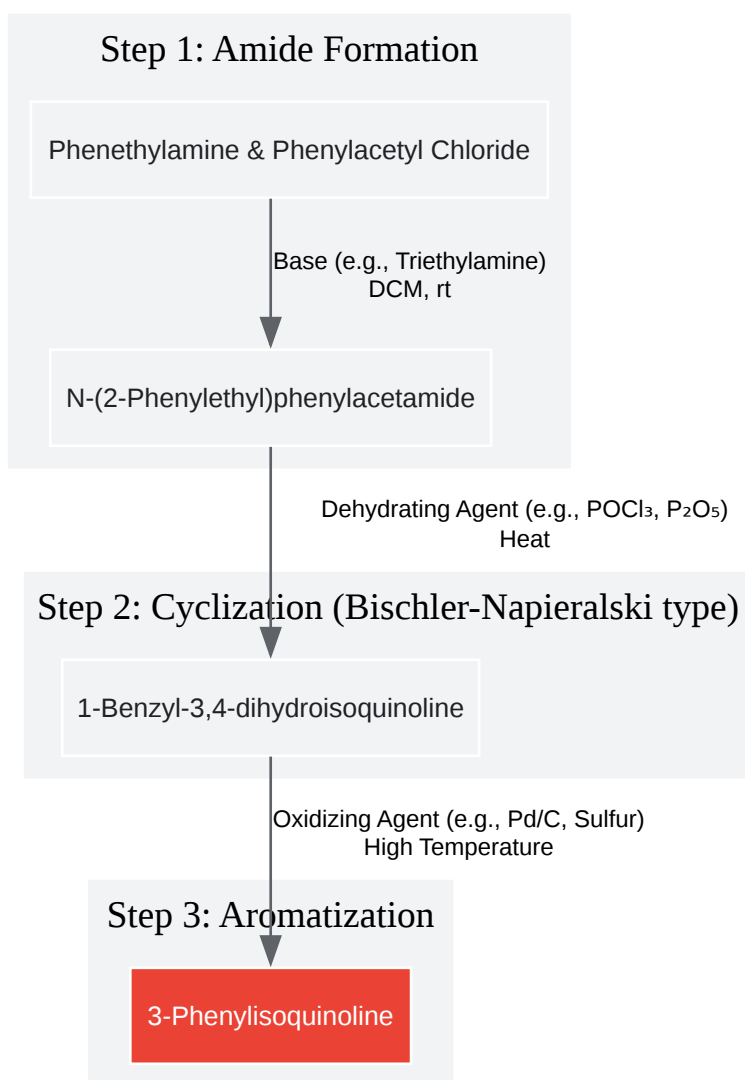 Step 1: Amide Formation
Phenethylamine & Phenylacetyl Chloride
Base (e.g., Triethylamine)
DCM, rt
N-(2-Phenylethyl)phenylacetamide
Dehydrating Agent (e.g., POCl₃, P₂O₅)
Heat
Step 2: Cyclization (Bischler-Napieralski type)
1-Benzyl-3,4-dihydroisoquinoline
Oxidizing Agent (e.g., Pd/C, Sulfur)
High Temperature
Step 3: Aromatization
3-Phenylisoquinoline